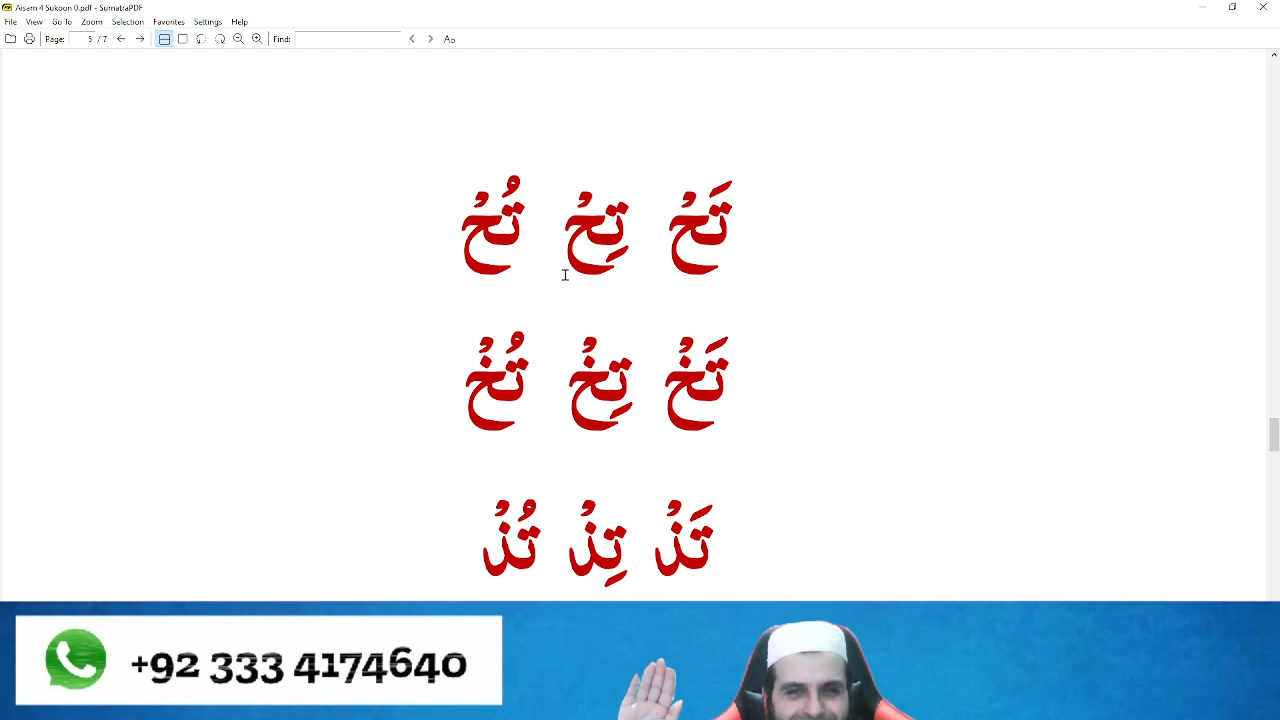 Aisam 4 Sukoon 0.pdf - SumatraPDF
File View Go To Zoom Selection Favorites Settings Help
Page: 5 / 7 Find:
تَحْ تِحْ تُحْ
تَخْ تِخْ تُخْ
تَذْ تِذْ تُذْ
+92 333 4174640